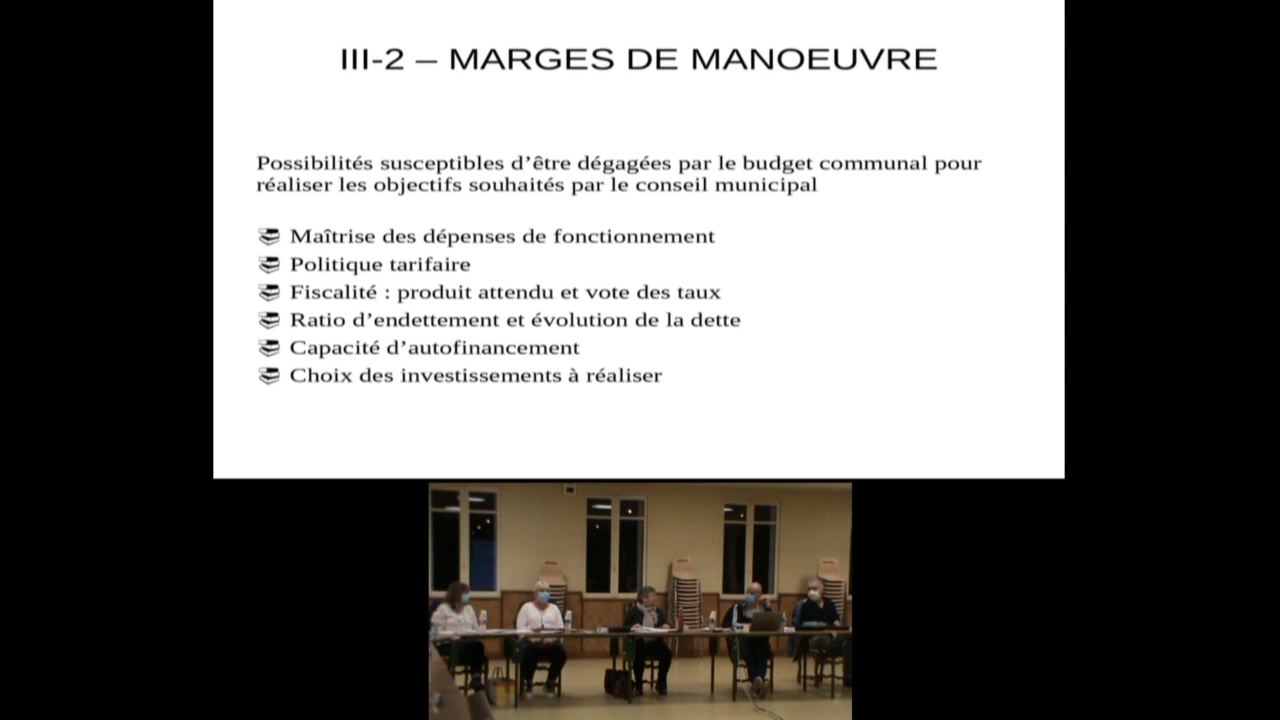 III-2 – MARGES DE MANOEUVRE
Possibilités susceptibles d’être dégagées par le budget communal pour
réaliser les objectifs souhaités par le conseil municipal
Maîtrise des dépenses de fonctionnement
Politique tarifaire
Fiscalité : produit attendu et vote des taux
Ratio d’endettement et évolution de la dette
Capacité d’autofinancement
Choix des investissements à réaliser